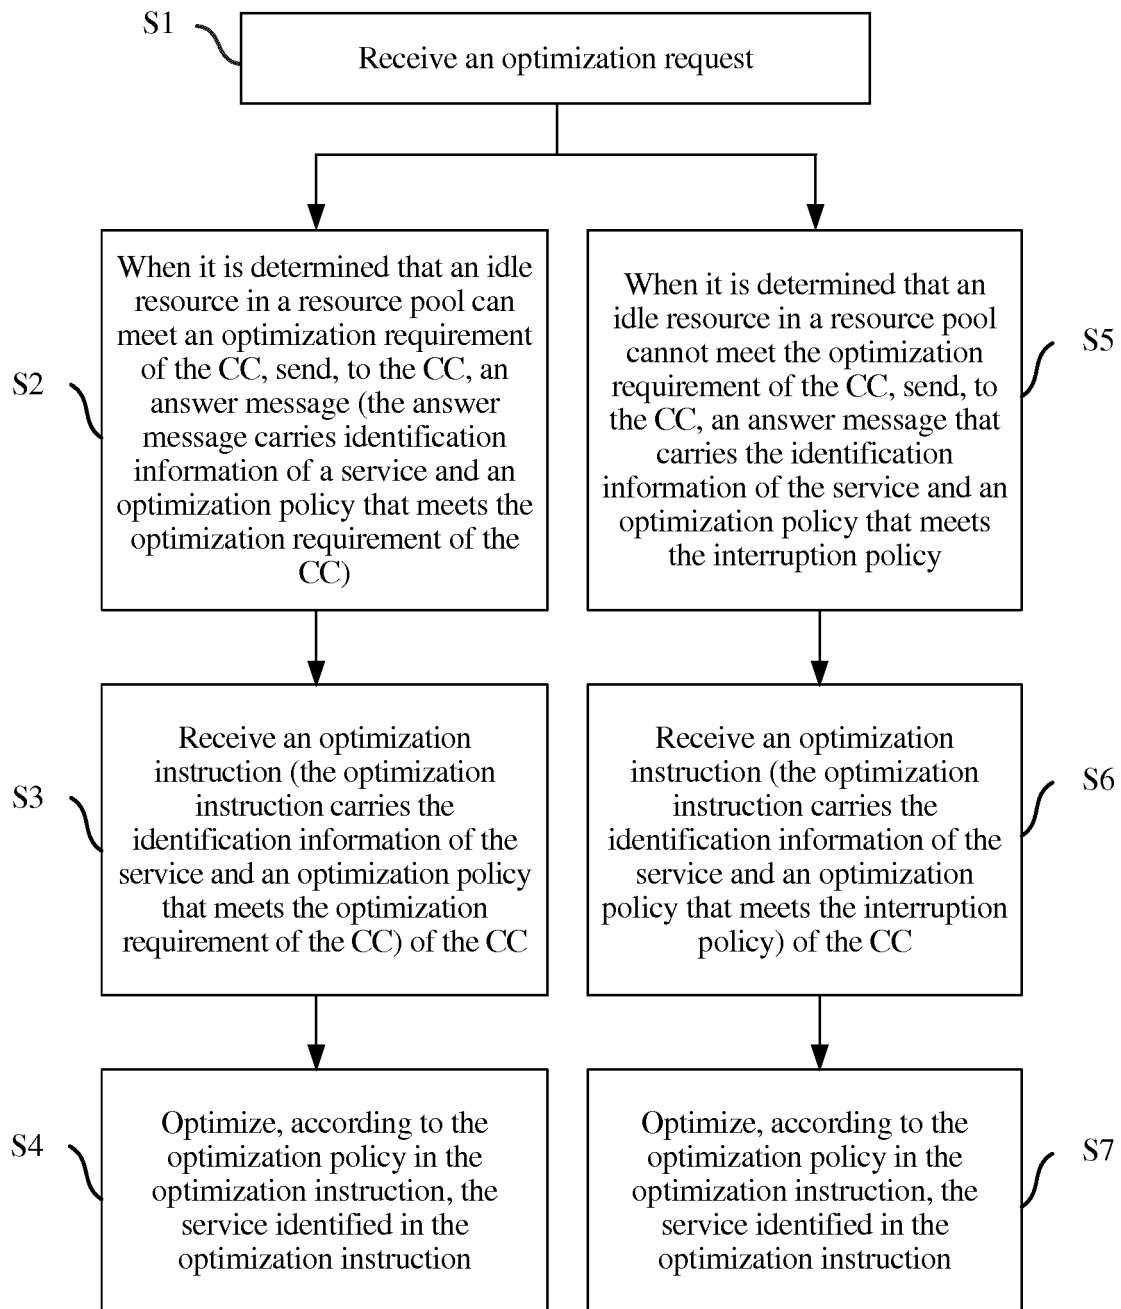 S1
Receive an optimization request
S2
When it is determined that an idle
resource in a resource pool can
meet an optimization requirement
of the CC, send, to the CC, an
answer message (the answer
message carries identification
information of a service and an
optimization policy that meets the
optimization requirement of the
CC)
S5
When it is determined that an
idle resource in a resource pool
cannot meet the optimization
requirement of the CC, send, to
the CC, an answer message that
carries the identification
information of the service and an
optimization policy that meets
the interruption policy
S3
Receive an optimization
instruction (the optimization
instruction carries the
identification information of the
service and an optimization policy
that meets the optimization
requirement of the CC) of the CC
S6
Receive an optimization
instruction (the optimization
instruction carries the
identification information of the
service and an optimization
policy that meets the interruption
policy) of the CC
S4
Optimize, according to the
optimization policy in the
optimization instruction, the
service identified in the
optimization instruction
S7
Optimize, according to the
optimization policy in the
optimization instruction, the
service identified in the
optimization instruction